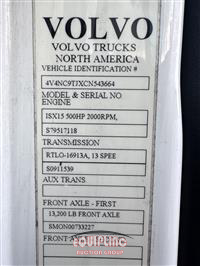 VOLVO
VOLVO TRUCKS
NORTH AMERICA
VEHICLE IDENTIFICATION #
4V4NC9TJXCN543664
MODEL & SERIAL NO.
ENGINE
ISX15 500HP 2000RPM,
S79517118
TRANSMISSION
RTLO-16913A, 13 SPEE
S0911539
AUX TRANS.
FRONT AXLE - FIRST
13,200 LB FRONT AXLE
SMON00733227
FRONT